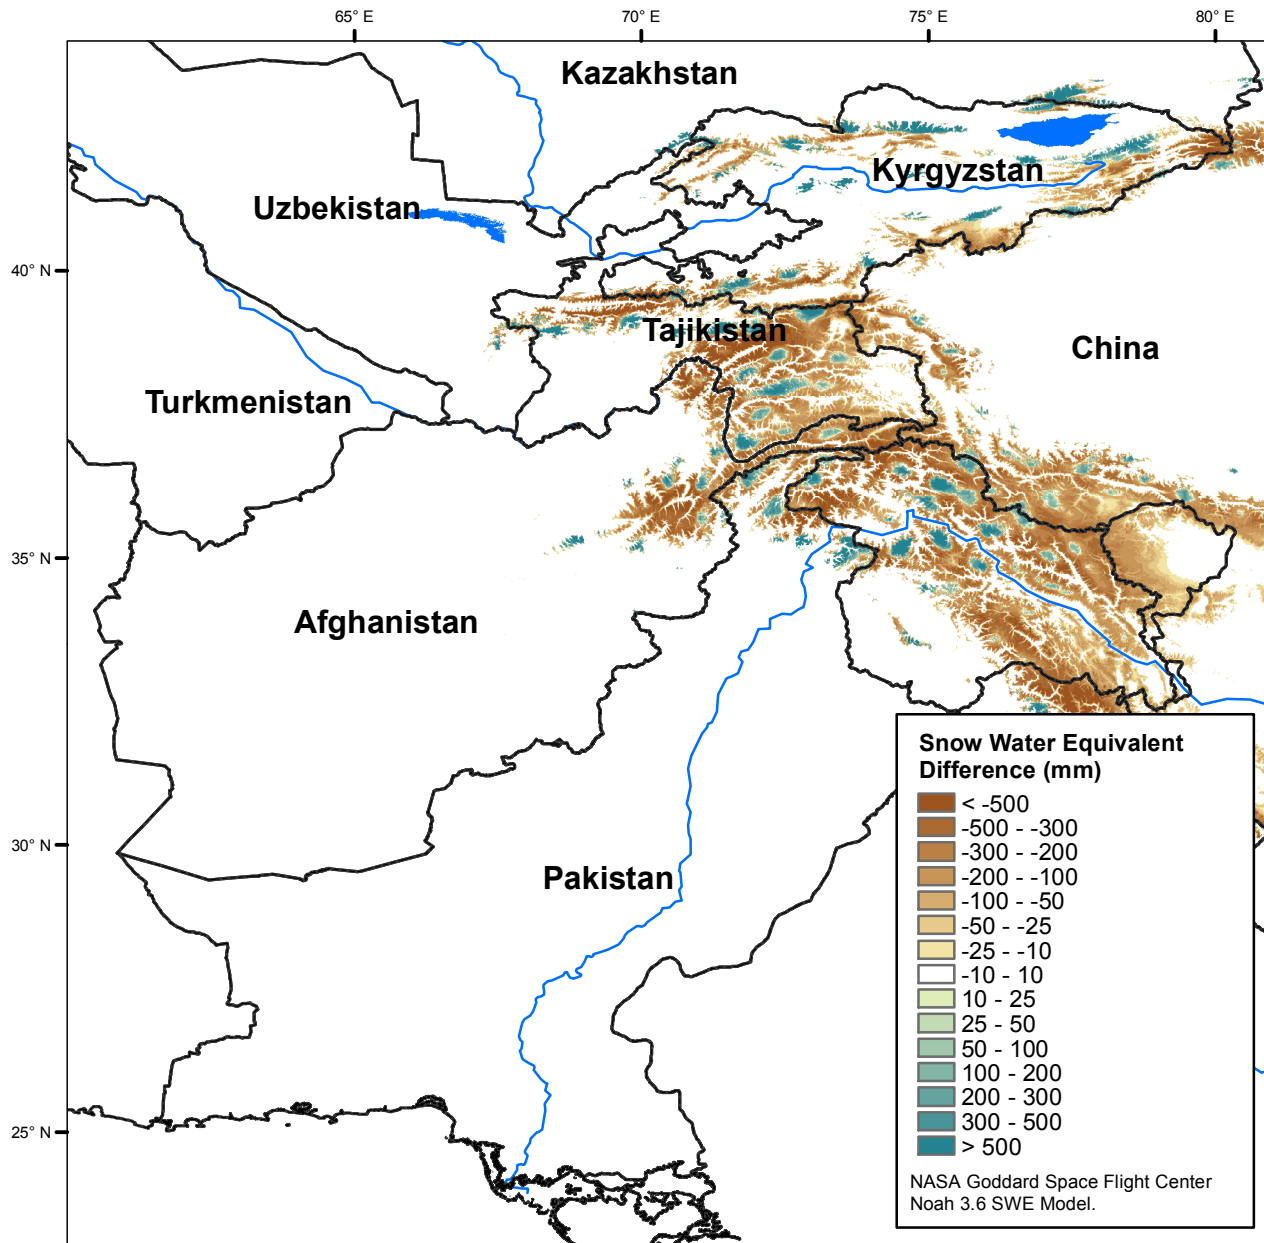 65° E
70° E
75° E
80° E
Kazakhstan
Kyrgyzstan
Uzbekistan
40° N
Tajikistan
China
Turkmenistan
35° N
Afghanistan
Snow Water Equivalent
Difference (mm)
< -500
-500 - -300
-300 - -200
-200 - -100
-100 - -50
-50 - -25
-25 - -10
-10 - 10
10 - 25
25 - 50
50 - 100
100 - 200
200 - 300
300 - 500
> 500
NASA Goddard Space Flight Center
Noah 3.6 SWE Model.
30° N
Pakistan
25° N